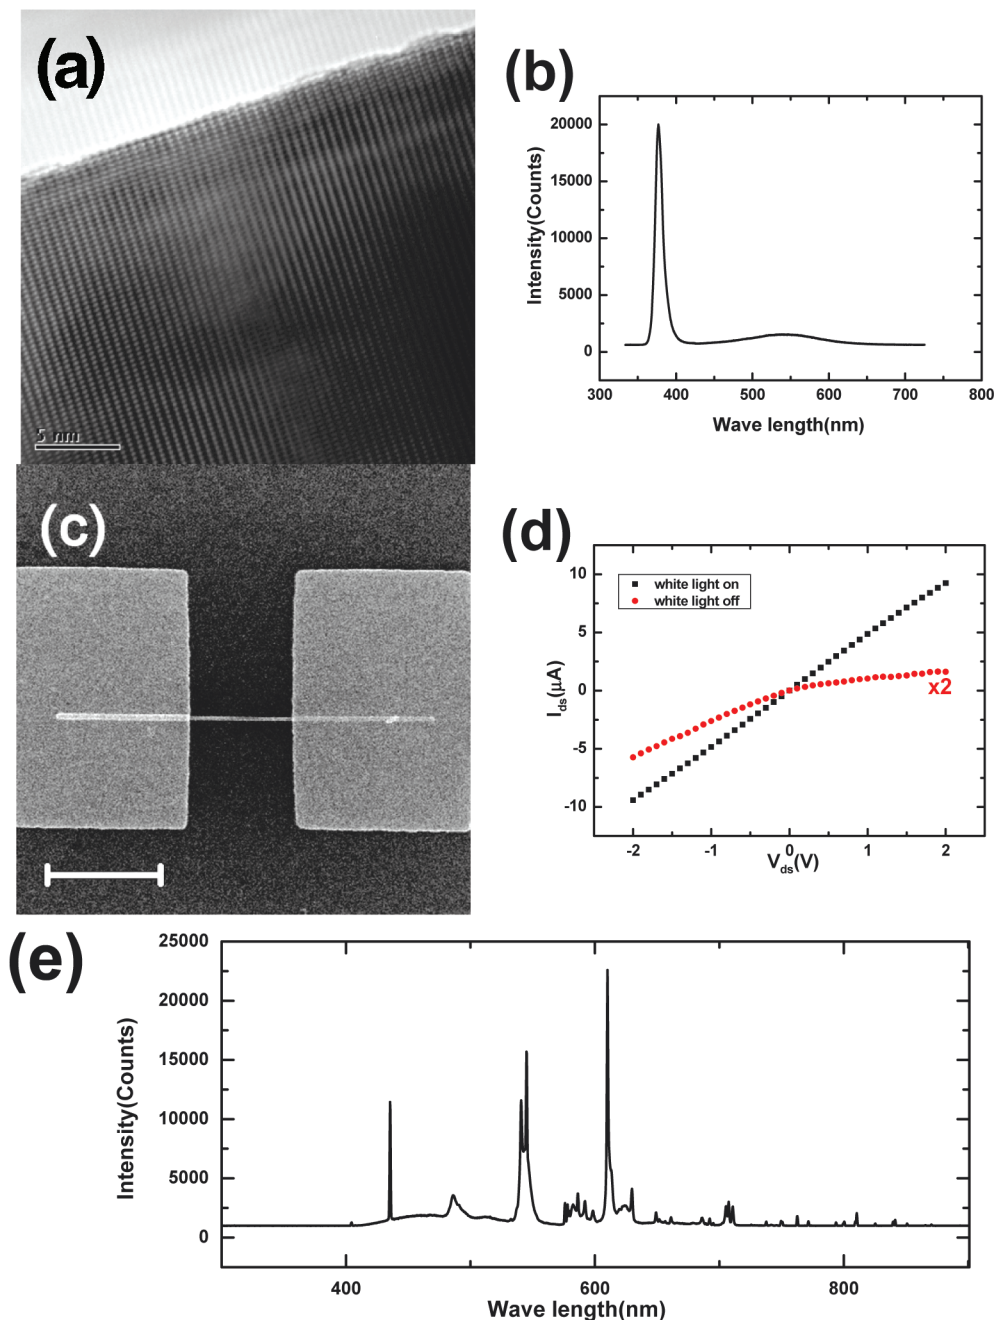 (a)
5 nm
(b)
Intensity(Counts)
20000
15000
10000
5000
0
300 400 500 600 700 800
Wave length(nm)
(c)
(d)
I_ds(μA)
10
5
0
-5
-10
white light on
white light off
x2
-2 -1 0 1 2
V_ds(V)
(e)
Intensity(Counts)
25000
20000
15000
10000
5000
0
400 600 800
Wave length(nm)